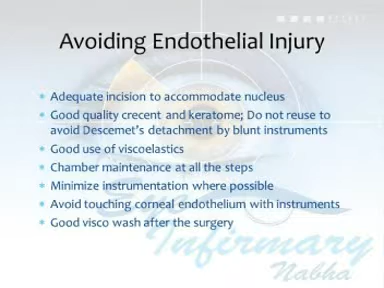 Avoiding Endothelial Injury
Adequate incision to accommodate nucleus
Good quality crecent and keratome; Do not reuse to
avoid Descemet's detachment by blunt instruments
Good use of viscoelastics
Chamber maintenance at all the steps
Minimize instrumentation where possible
Avoid touching corneal endothelium with instruments
Good visco wash after the surgery
Eye
Infirmary
Nabha